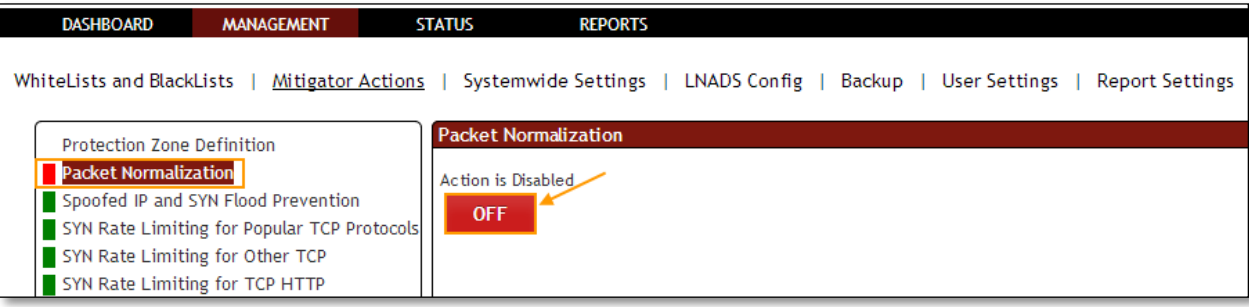 DASHBOARD MANAGEMENT STATUS REPORTS
WhiteLists and BlackLists | Mitigator Actions | Systemwide Settings | LNADS Config | Backup | User Settings | Report Settings
Protection Zone Definition
Packet Normalization
Spoofed IP and SYN Flood Prevention
SYN Rate Limiting for Popular TCP Protocols
SYN Rate Limiting for Other TCP
SYN Rate Limiting for TCP HTTP
Packet Normalization
Action is Disabled
OFF